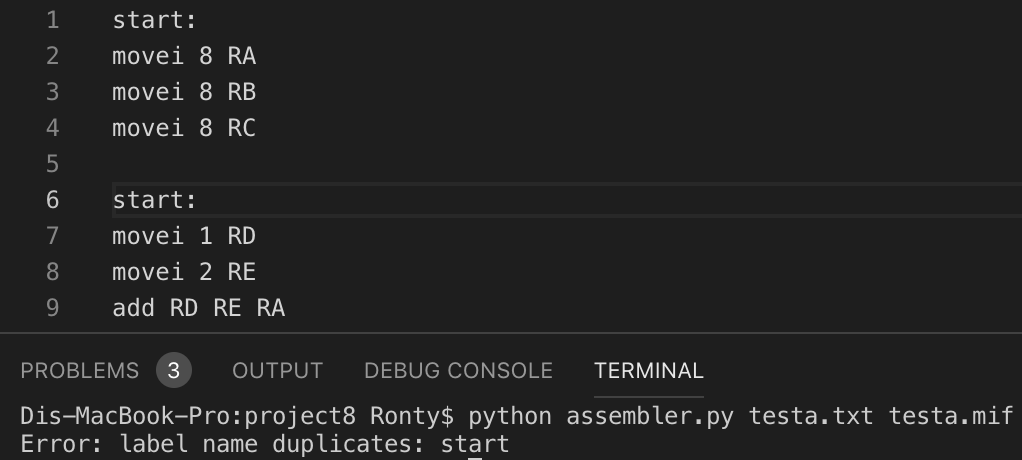 1 start:
2 movei 8 RA
3 movei 8 RB
4 movei 8 RC
5
6 start:
7 movei 1 RD
8 movei 2 RE
9 add RD RE RA
PROBLEMS 3 OUTPUT DEBUG CONSOLE TERMINAL
Dis-MacBook-Pro:project8 Ronty$ python assembler.py testa.txt testa.mif
Error: label name duplicates: start